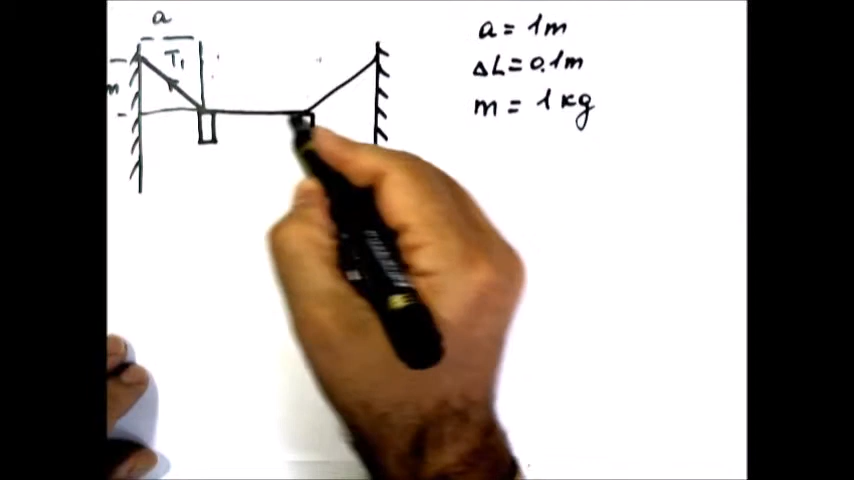 a
T₁
m
a = 1m
ΔL = 0.1m
m = 1 kg